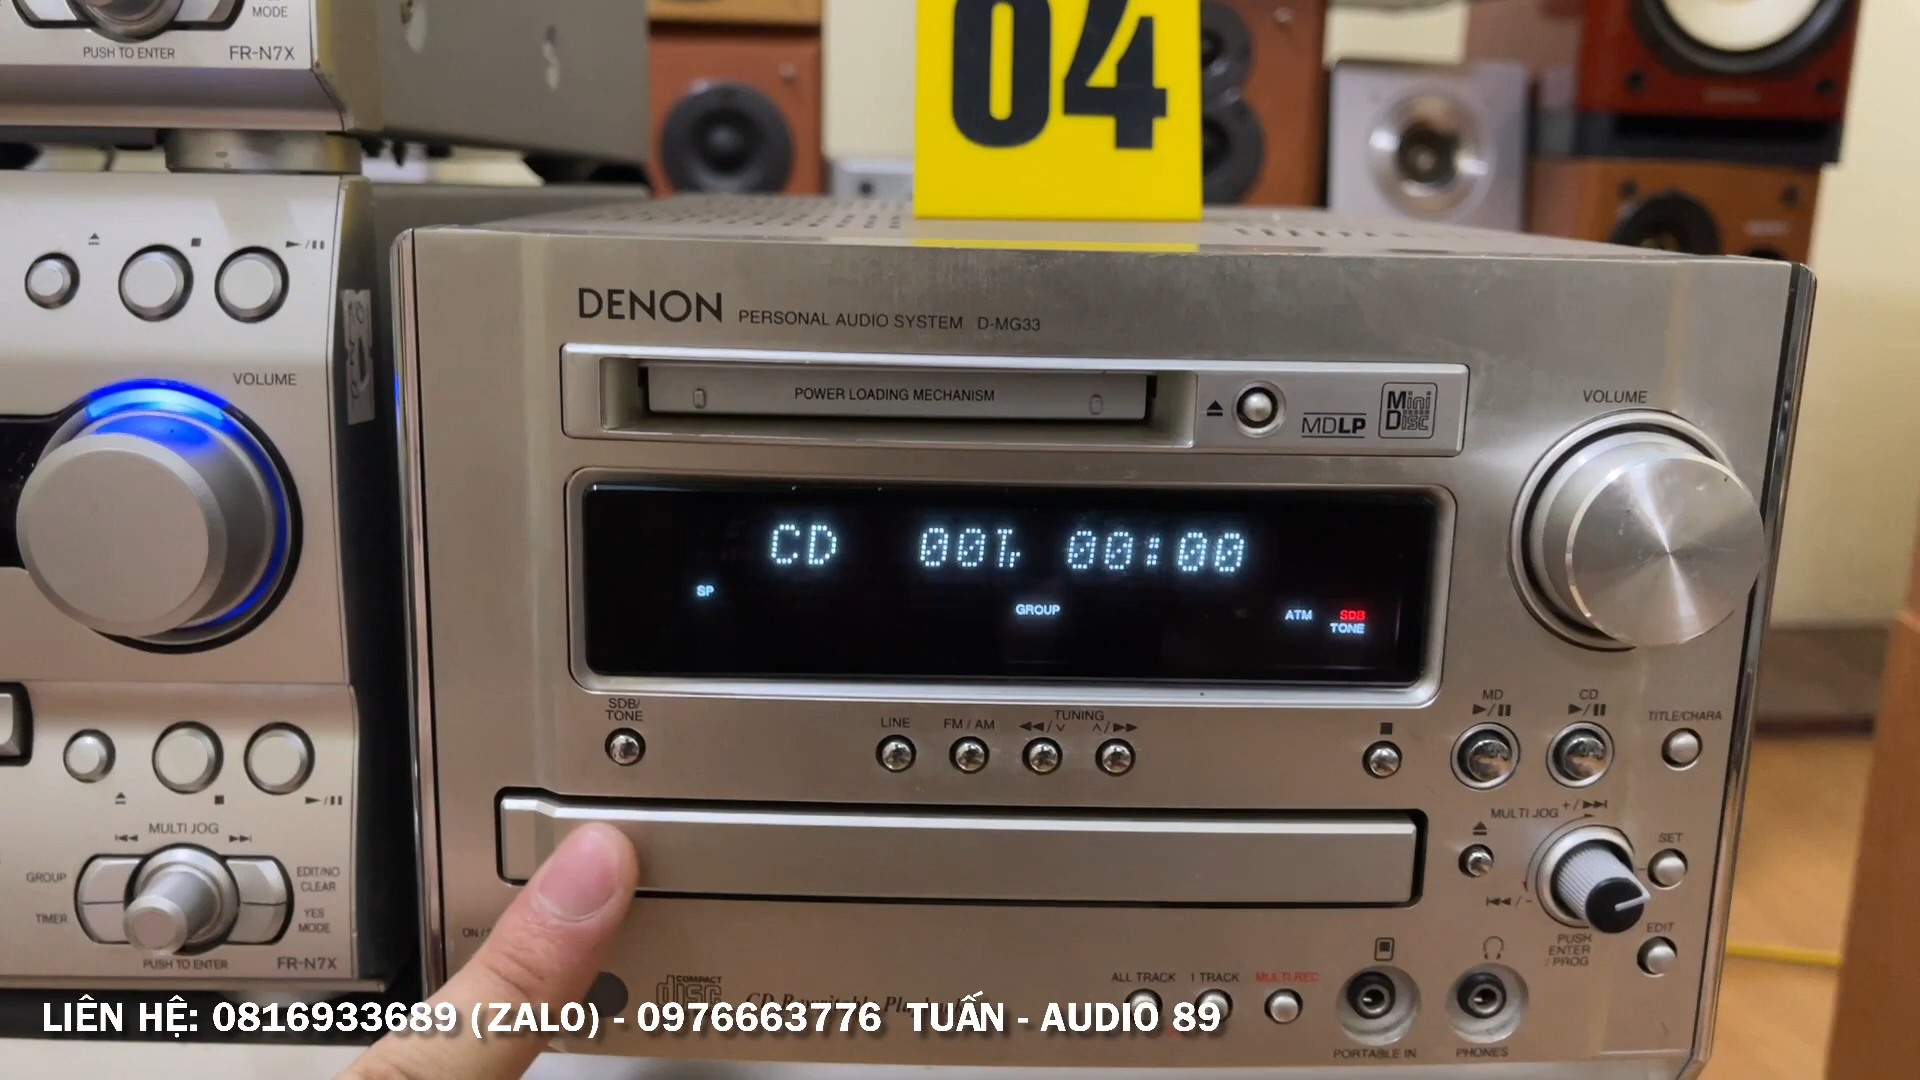 MODE
PUSH TO ENTER
FR-N7X
04
VOLUME
DENON PERSONAL AUDIO SYSTEM D-MG33
POWER LOADING MECHANISM
MDLP
Mini Disc
VOLUME
CD 00Tr 00:00
SP
GROUP
ATM
SDB
TONE
SDB/
TONE
LINE
FM / AM
TUNING
MD
CD
TITLE/CHARA
MULTI JOG
SET
PUSH
ENTER
/ PROG
EDIT
MULTI JOG
GROUP
TIMER
EDIT/NO
CLEAR
YES
MODE
PUSH TO ENTER
FR-N7X
ON /
COMPACT
disc
ALL TRACK
1 TRACK
MULTI REC
PORTABLE IN
PHONES
LIÊN HỆ: 0816933689 (ZALO) - 0976663776 TUẤN - AUDIO 89